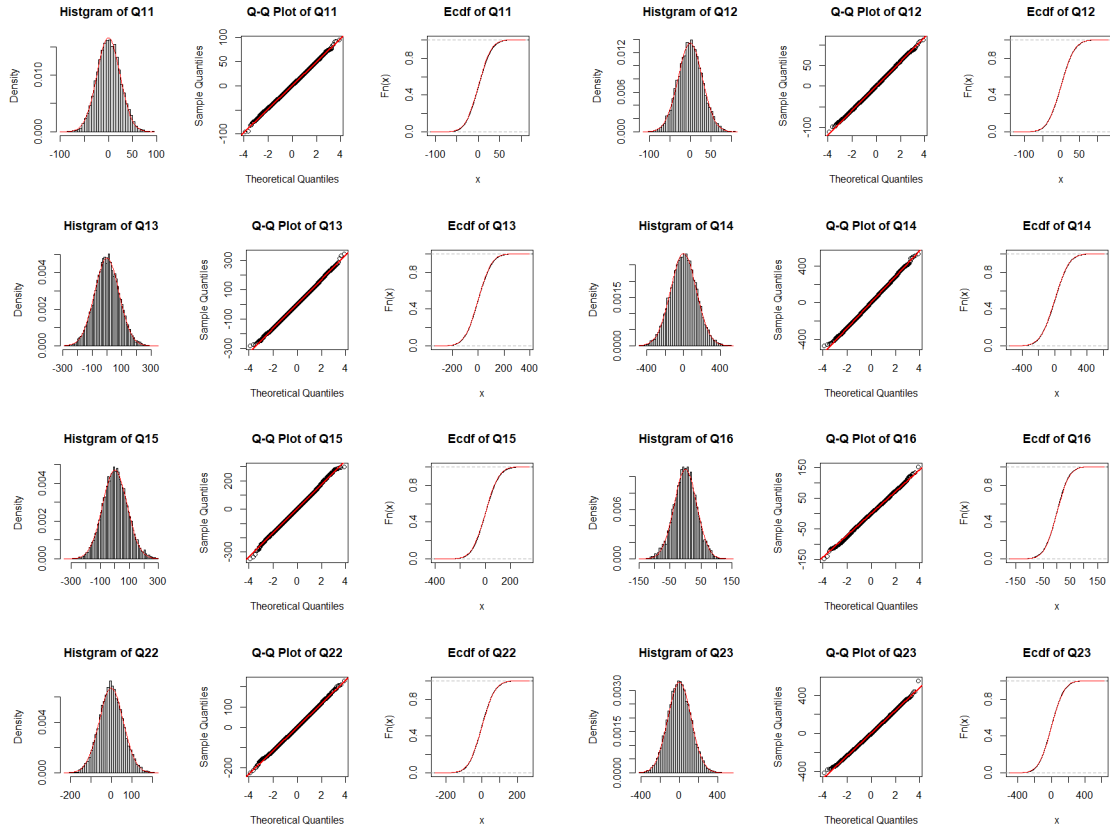 Histgram of Q11
Q-Q Plot of Q11
Ecdf of Q11
Histgram of Q12
Q-Q Plot of Q12
Ecdf of Q12
Density
0.000 0.010
-100 0 50 100
Sample Quantiles
-100 0 50 100
-4 -2 0 2 4
Theoretical Quantiles
Fn(x)
0.0 0.4 0.8
-100 0 50
x
Density
0.000 0.006 0.012
-100 0 50
Sample Quantiles
-100 0 50
-4 -2 0 2 4
Theoretical Quantiles
Fn(x)
0.0 0.4 0.8
-100 0 50
x
Histgram of Q13
Q-Q Plot of Q13
Ecdf of Q13
Histgram of Q14
Q-Q Plot of Q14
Ecdf of Q14
Density
0.000 0.002 0.004
-300 -100 100 300
Sample Quantiles
-300 -100 100 300
-4 -2 0 2 4
Theoretical Quantiles
Fn(x)
0.0 0.4 0.8
-200 0 200 400
x
Density
0.0000 0.0015
-400 0 200 400
Sample Quantiles
-400 0 400
-4 -2 0 2 4
Theoretical Quantiles
Fn(x)
0.0 0.4 0.8
-400 0 400
x
Histgram of Q15
Q-Q Plot of Q15
Ecdf of Q15
Histgram of Q16
Q-Q Plot of Q16
Ecdf of Q16
Density
0.000 0.002 0.004
-300 -100 100 300
Sample Quantiles
-300 0 200
-4 -2 0 2 4
Theoretical Quantiles
Fn(x)
0.0 0.4 0.8
-400 0 200
x
Density
0.000 0.006
-150 -50 50 150
Sample Quantiles
-150 -50 50 150
-4 -2 0 2 4
Theoretical Quantiles
Fn(x)
0.0 0.4 0.8
-150 -50 50 150
x
Histgram of Q22
Q-Q Plot of Q22
Ecdf of Q22
Histgram of Q23
Q-Q Plot of Q23
Ecdf of Q23
Density
0.000 0.004
-200 0 100
Sample Quantiles
-200 0 100
-4 -2 0 2 4
Theoretical Quantiles
Fn(x)
0.0 0.4 0.8
-200 0 200
x
Density
0.0000 0.0015 0.0030
-400 0 400
Sample Quantiles
-400 0 400
-4 -2 0 2 4
Theoretical Quantiles
Fn(x)
0.0 0.4 0.8
-400 0 400
x